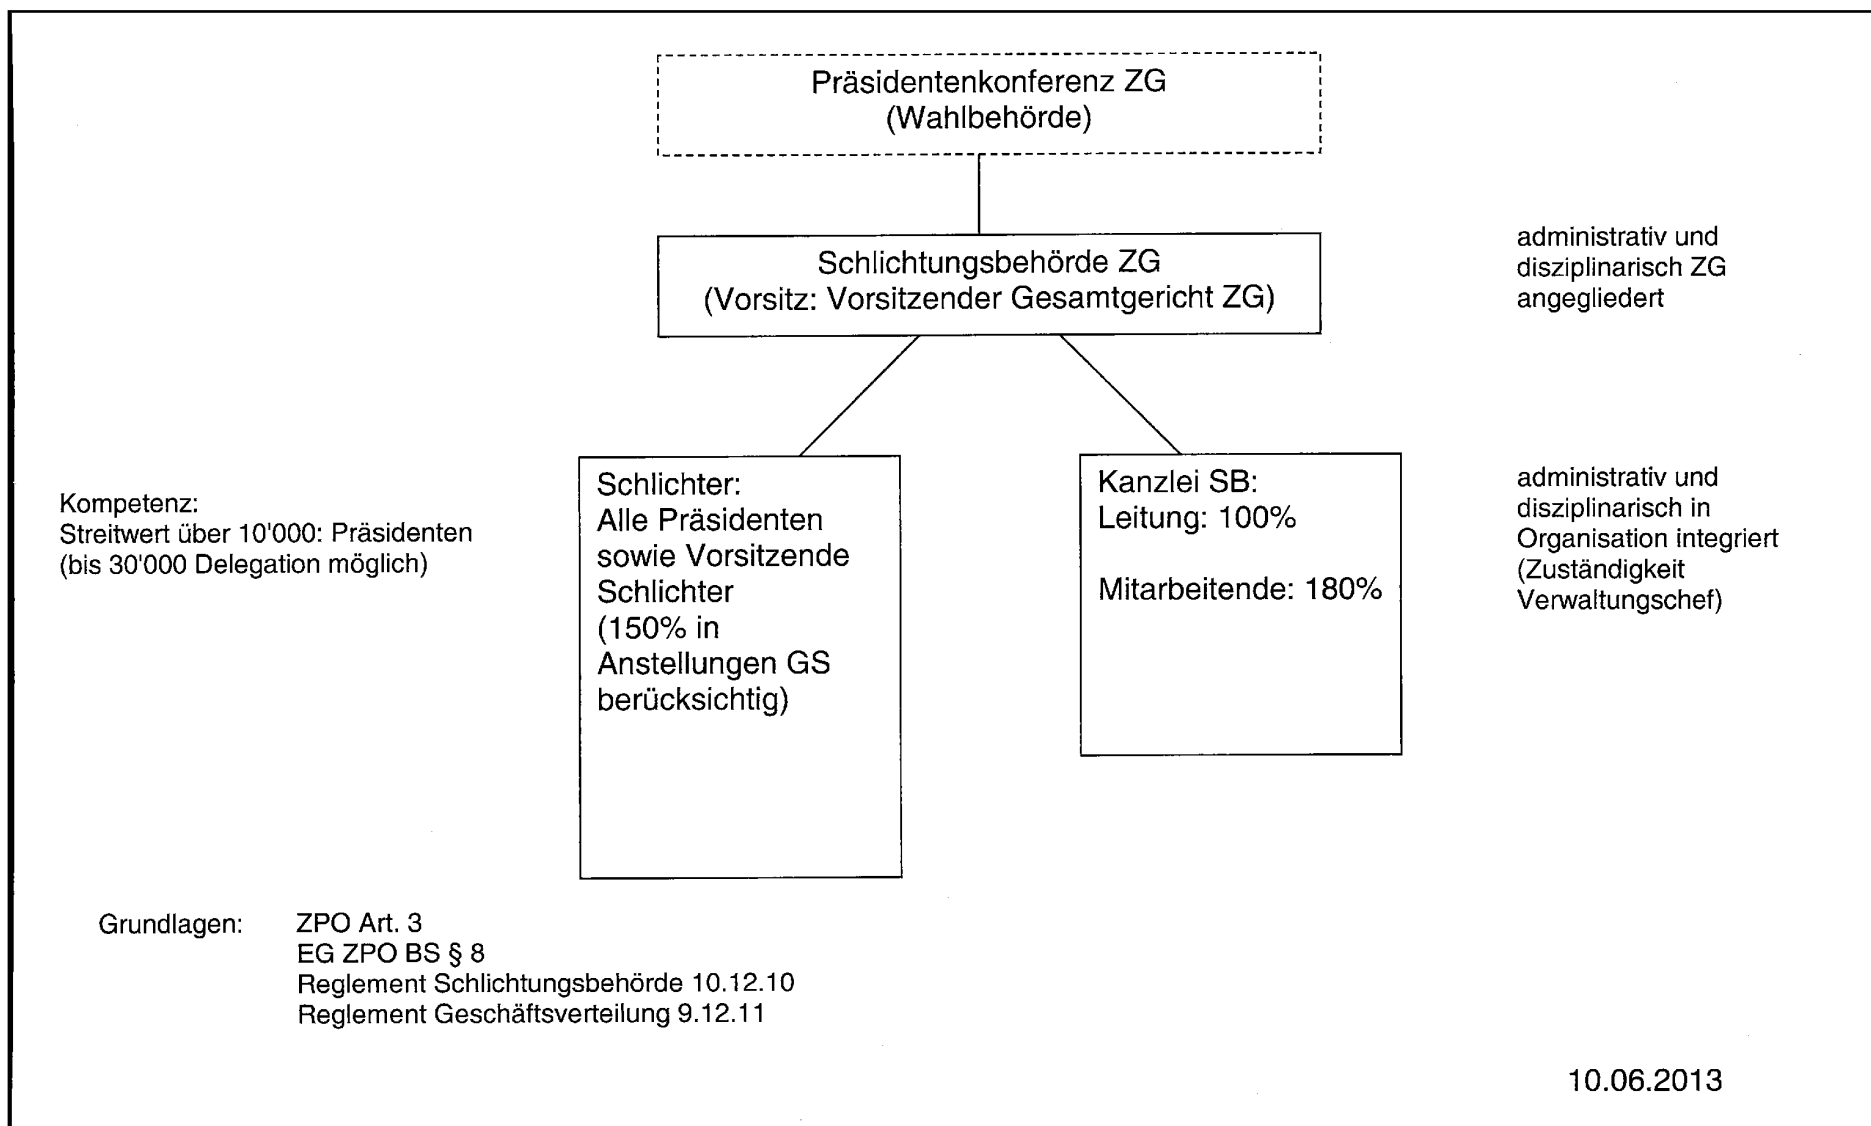 Präsidentenkonferenz ZG
(Wahlbehörde)
Schlichtungsbehörde ZG
(Vorsitz: Vorsitzender Gesamtgericht ZG)
administrativ und
disziplinarisch ZG
angegliedert
Kompetenz:
Streitwert über 10'000: Präsidenten
(bis 30'000 Delegation möglich)
Schlichter:
Alle Präsidenten
sowie Vorsitzende
Schlichter
(150% in
Anstellungen GS
berücksichtig)
Kanzlei SB:
Leitung: 100%
Mitarbeitende: 180%
administrativ und
disziplinarisch in
Organisation integriert
(Zuständigkeit
Verwaltungschef)
Grundlagen: ZPO Art. 3
EG ZPO BS § 8
Reglement Schlichtungsbehörde 10.12.10
Reglement Geschäftsverteilung 9.12.11
10.06.2013